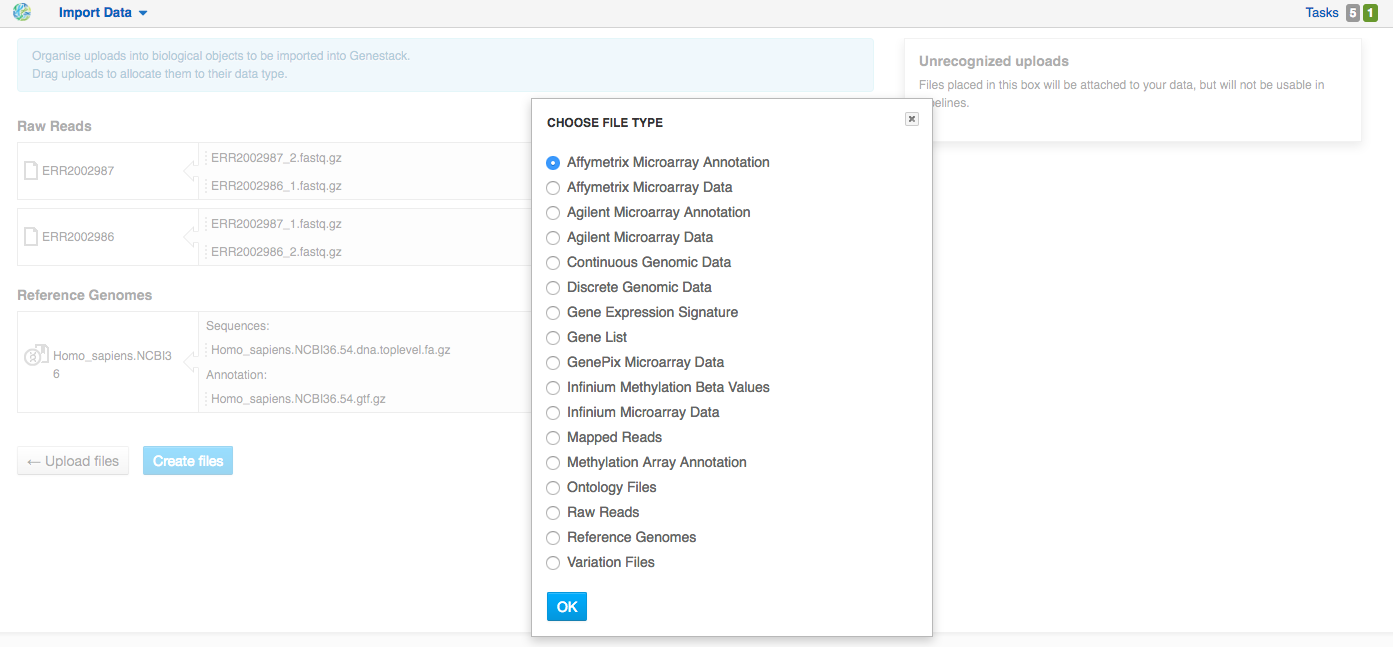 Import Data
Tasks 5 1
Organise uploads into biological objects to be imported into Genestack.
Drag uploads to allocate them to their data type.
Unrecognized uploads
Files placed in this box will be attached to your data, but will not be usable in
Raw Reads
ERR2002987
ERR2002987_2.fastq.gz
ERR2002986_1.fastq.gz
ERR2002986
ERR2002987_1.fastq.gz
ERR2002986_2.fastq.gz
Reference Genomes
Homo_sapiens.NCBI3
6
Sequences:
Homo_sapiens.NCBI36.54.dna.toplevel.fa.gz
Annotation:
Homo_sapiens.NCBI36.54.gtf.gz
← Upload files
Create files
CHOOSE FILE TYPE
Affymetrix Microarray Annotation
Affymetrix Microarray Data
Agilent Microarray Annotation
Agilent Microarray Data
Continuous Genomic Data
Discrete Genomic Data
Gene Expression Signature
Gene List
GenePix Microarray Data
Infinium Methylation Beta Values
Infinium Microarray Data
Mapped Reads
Methylation Array Annotation
Ontology Files
Raw Reads
Reference Genomes
Variation Files
OK